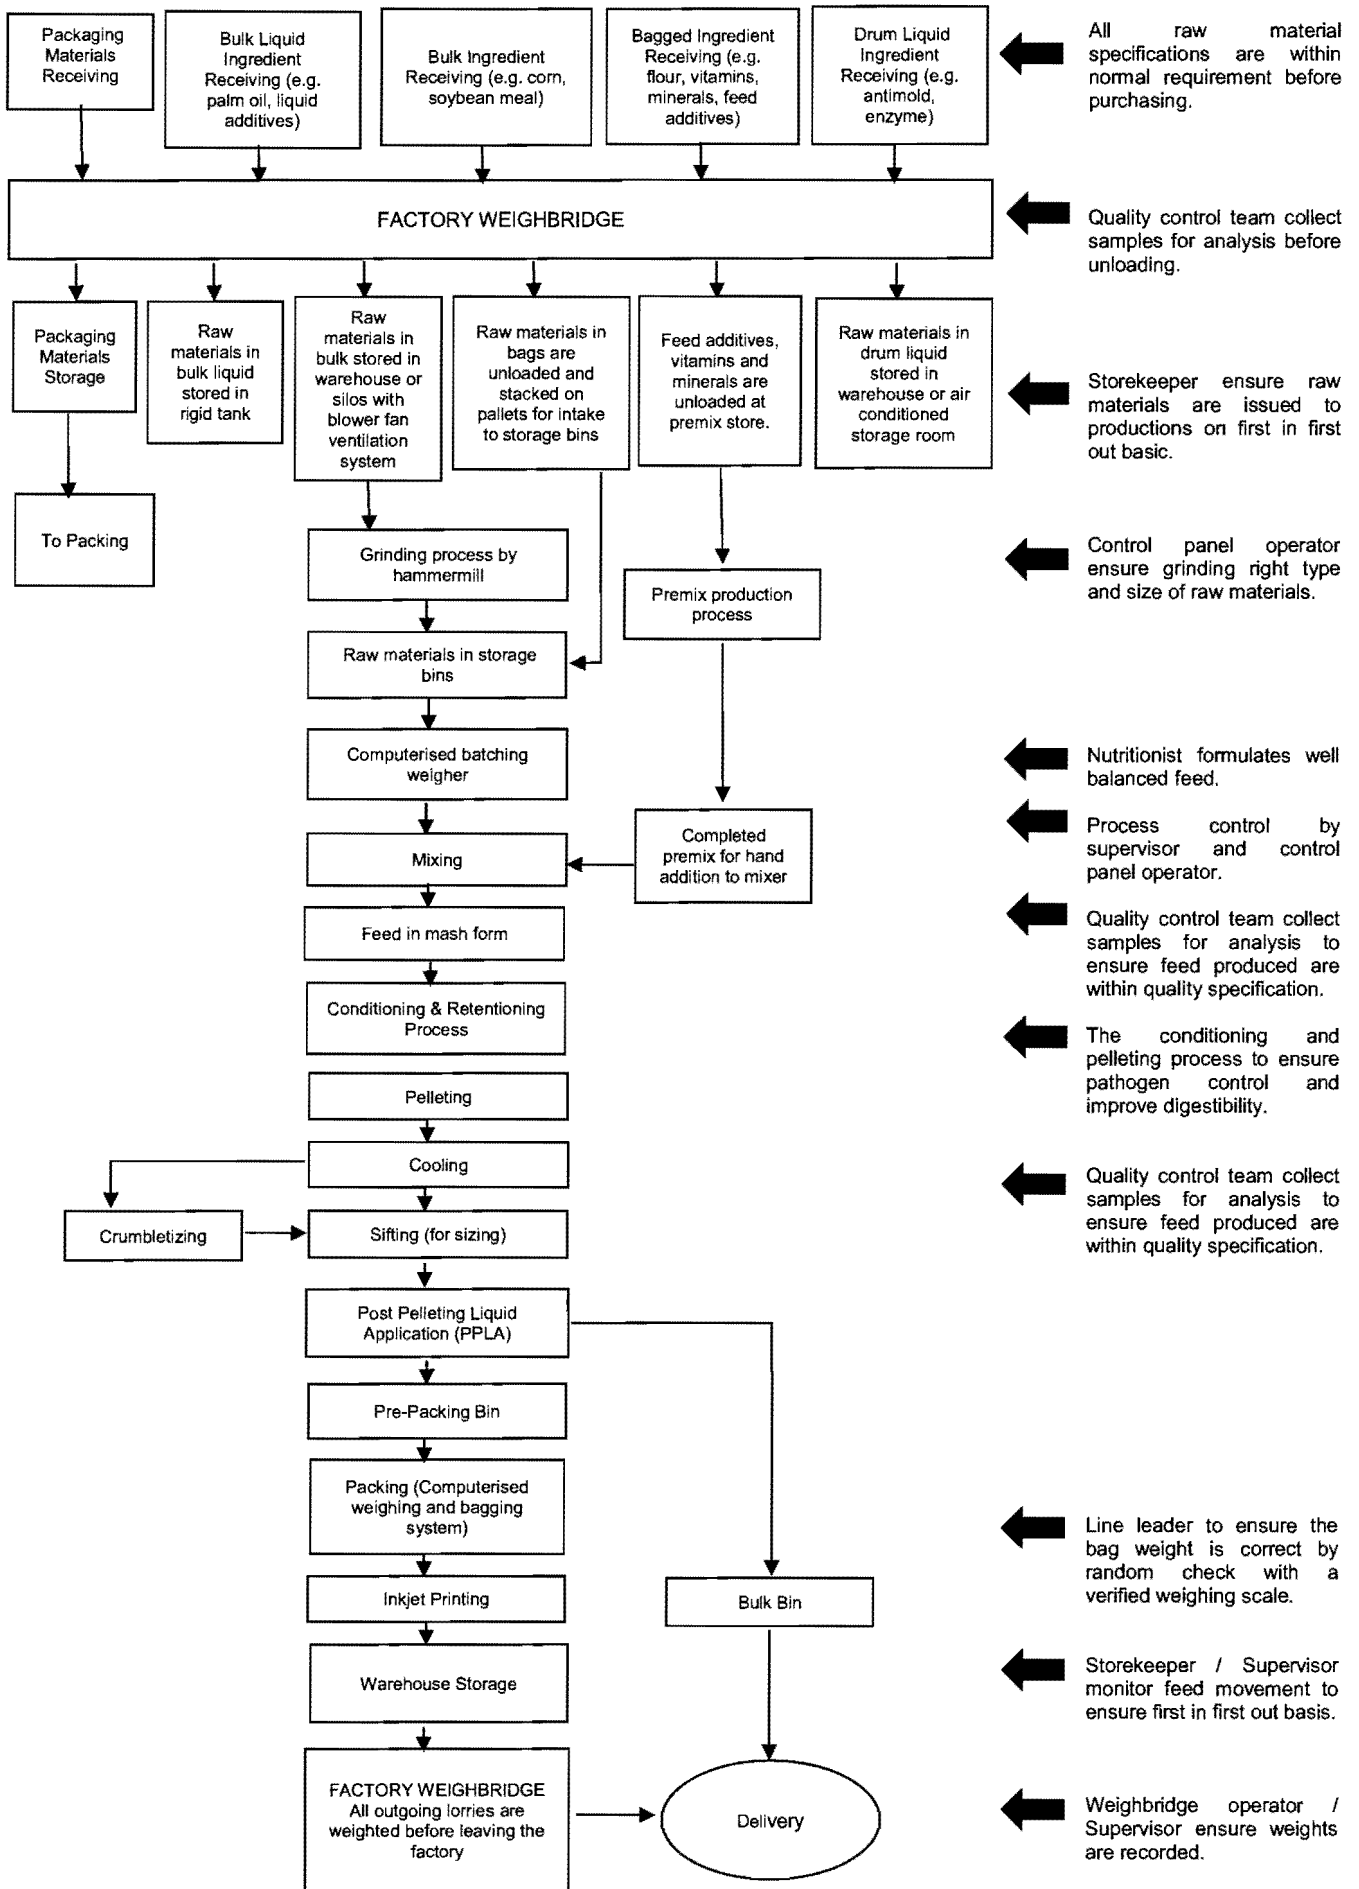 Packaging
Materials
Receiving
Bulk Liquid
Ingredient
Receiving (e.g.
palm oil, liquid
additives)
Bulk Ingredient
Receiving (e.g. corn,
soybean meal)
Bagged Ingredient
Receiving (e.g.
flour, vitamins,
minerals, feed
additives)
Drum Liquid
Ingredient
Receiving (e.g.
antimold,
enzyme)
All raw material
specifications are within
normal requirement before
purchasing.
FACTORY WEIGHBRIDGE
Quality control team collect
samples for analysis before
unloading.
Packaging
Materials
Storage
Raw
materials in
bulk liquid
stored in
rigid tank
Raw
materials in
bulk stored in
warehouse or
silos with
blower fan
ventilation
system
Raw materials in
bags are
unloaded and
stacked on
pallets for intake
to storage bins
Feed additives,
vitamins and
minerals are
unloaded at
premix store.
Raw materials in
drum liquid
stored in
warehouse or air
conditioned
storage room
Storekeeper ensure raw
materials are issued to
productions on first in first
out basic.
To Packing
Grinding process by
hammermill
Premix production
process
Control panel operator
ensure grinding right type
and size of raw materials.
Raw materials in storage
bins
Computerised batching
weigher
Nutritionist formulates well
balanced feed.
Mixing
Completed
premix for hand
addition to mixer
Process control by
supervisor and control
panel operator.
Feed in mash form
Quality control team collect
samples for analysis to
ensure feed produced are
within quality specification.
Conditioning & Retentioning
Process
The conditioning and
pelleting process to ensure
pathogen control and
improve digestibility.
Pelleting
Cooling
Quality control team collect
samples for analysis to
ensure feed produced are
within quality specification.
Crumbletizing
Sifting (for sizing)
Post Pelleting Liquid
Application (PPLA)
Pre-Packing Bin
Packing (Computerised
weighing and bagging
system)
Line leader to ensure the
bag weight is correct by
random check with a
verified weighing scale.
Inkjet Printing
Bulk Bin
Warehouse Storage
Storekeeper / Supervisor
monitor feed movement to
ensure first in first out basis.
FACTORY WEIGHBRIDGE
All outgoing lorries are
weighted before leaving the
factory
Delivery
Weighbridge operator /
Supervisor ensure weights
are recorded.